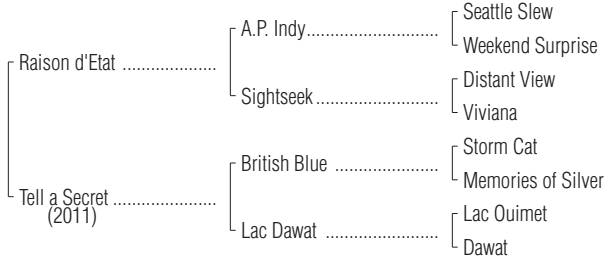 Seattle Slew
A.P. Indy
Weekend Surprise
Raison d'Etat
Distant View
Sightseek
Viviana
Storm Cat
British Blue
Memories of Silver
Tell a Secret
(2011)
Lac Ouimet
Lac Dawat
Dawat